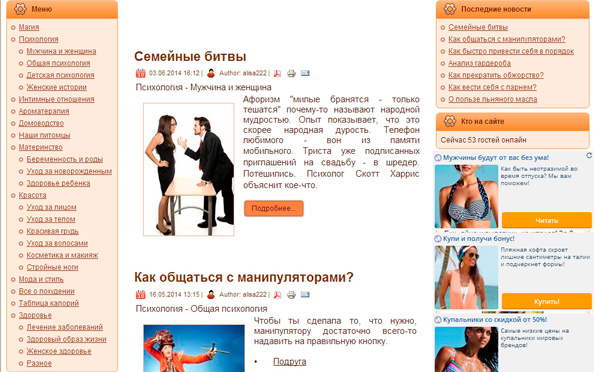 Меню
Магия
Психология
Мужчина и женщина
Общая психология
Детская психология
Женские истории
Интимные отношения
Ароматерапия
Домоводство
Наши питомцы
Материнство
Беременность и роды
Уход за новорожденным
Здоровье ребенка
Красота
Уход за лицом
Уход за телом
Красивая грудь
Уход за волосами
Косметика и макияж
Стройные ноги
Мода и стиль
Все о похудении
Таблица калорий
Здоровье
Лечение заболеваний
Здоровый образ жизни
Женское здоровье
Разное
Семейные битвы
03.06.2014 16:12 | Author: alisa222 |
Психология - Мужчина и женщина
Афоризм "милые бранятся - только
тешатся" почему-то называют народной
мудростью. Опыт показывает, что это
скорее народная дурость. Телефон
любимого - вон из памяти
мобильного. Триста уже подписанных
приглашений на свадьбу - в шредер.
Потешились. Психолог Скотт Харрис
объяснит кое-что.
Подробнее...
Как общаться с манипуляторами?
16.05.2014 13:15 | Author: alisa222 |
Психология - Общая психология
Чтобы ты сделала то, что нужно,
манипулятору достаточно всего-то
надавить на правильную кнопку.
• Подруга
Последние новости
Семейные битвы
Как общаться с манипуляторами?
Как быстро привести себя в порядок
Анализ гардероба
Как прекратить обжорство?
Как вести себя с парнем?
О пользе льняного масла
Кто на сайте
Сейчас 53 гостей онлайн
Мужчины будут от вас без ума!
Как быть неотразимой во
время отпуска? Мы вам
поможем!
Читать
Купи и получи бонус!
Пляжная кофта скроет
лишние сантиметры на талии
и подчеркнет формы!
Купить!
Купальники со скидкой от 50%!
Самые низкие цены на
купальники мировых
брендов!